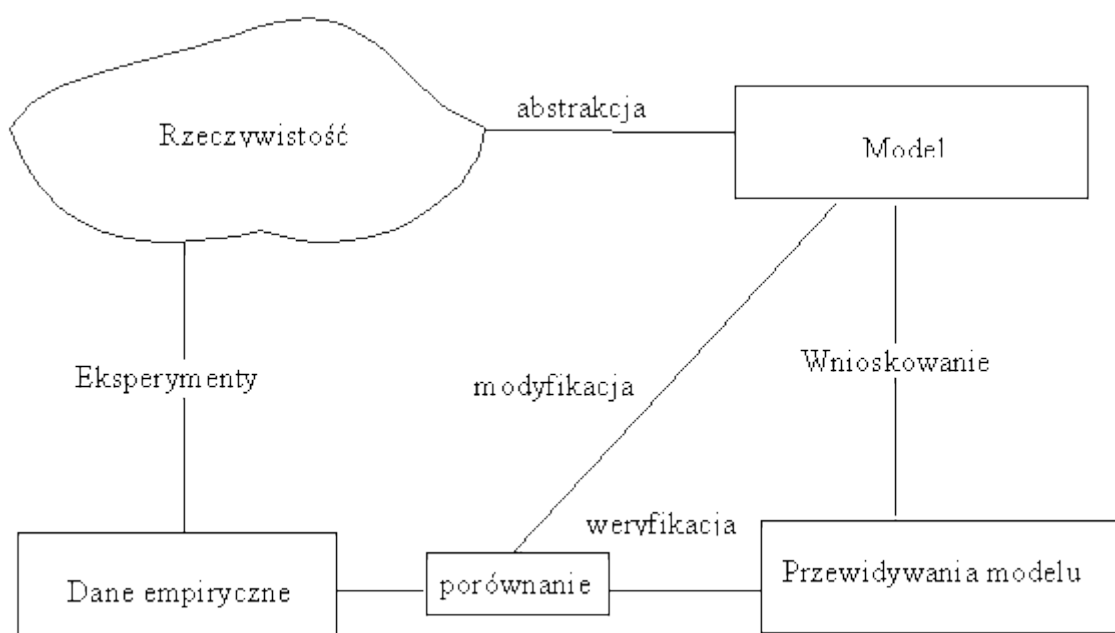 abstrakcja
Rzeczywistość
Model
Eksperymenty
modyfikacja
Wnioskowanie
weryfikacja
Dane empiryczne
porównanie
Przewidywania modelu